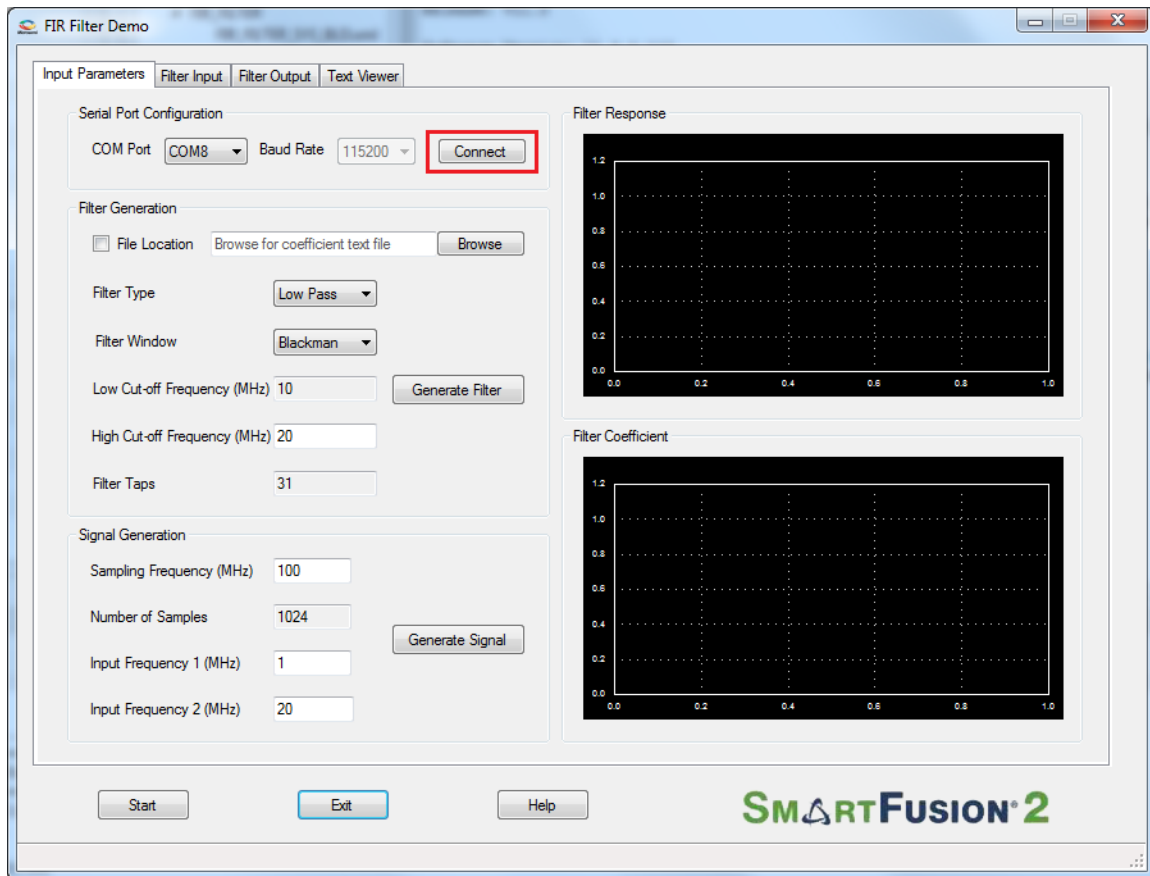 FIR Filter Demo
Input Parameters Filter Input Filter Output Text Viewer
Serial Port Configuration
COM Port COM8 Baud Rate 115200 Connect
Filter Generation
File Location Browse for coefficient text file Browse
Filter Type Low Pass
Filter Window Blackman
Low Cut-off Frequency (MHz) 10 Generate Filter
High Cut-off Frequency (MHz) 20
Filter Taps 31
Signal Generation
Sampling Frequency (MHz) 100
Number of Samples 1024
Generate Signal
Input Frequency 1 (MHz) 1
Input Frequency 2 (MHz) 20
Filter Response
1.2
1.0
0.8
0.6
0.4
0.2
0.0
0.0 0.2 0.4 0.6 0.8 1.0
Filter Coefficient
1.2
1.0
0.8
0.6
0.4
0.2
0.0
0.0 0.2 0.4 0.6 0.8 1.0
Start Exit Help
SMARTFUSION®2